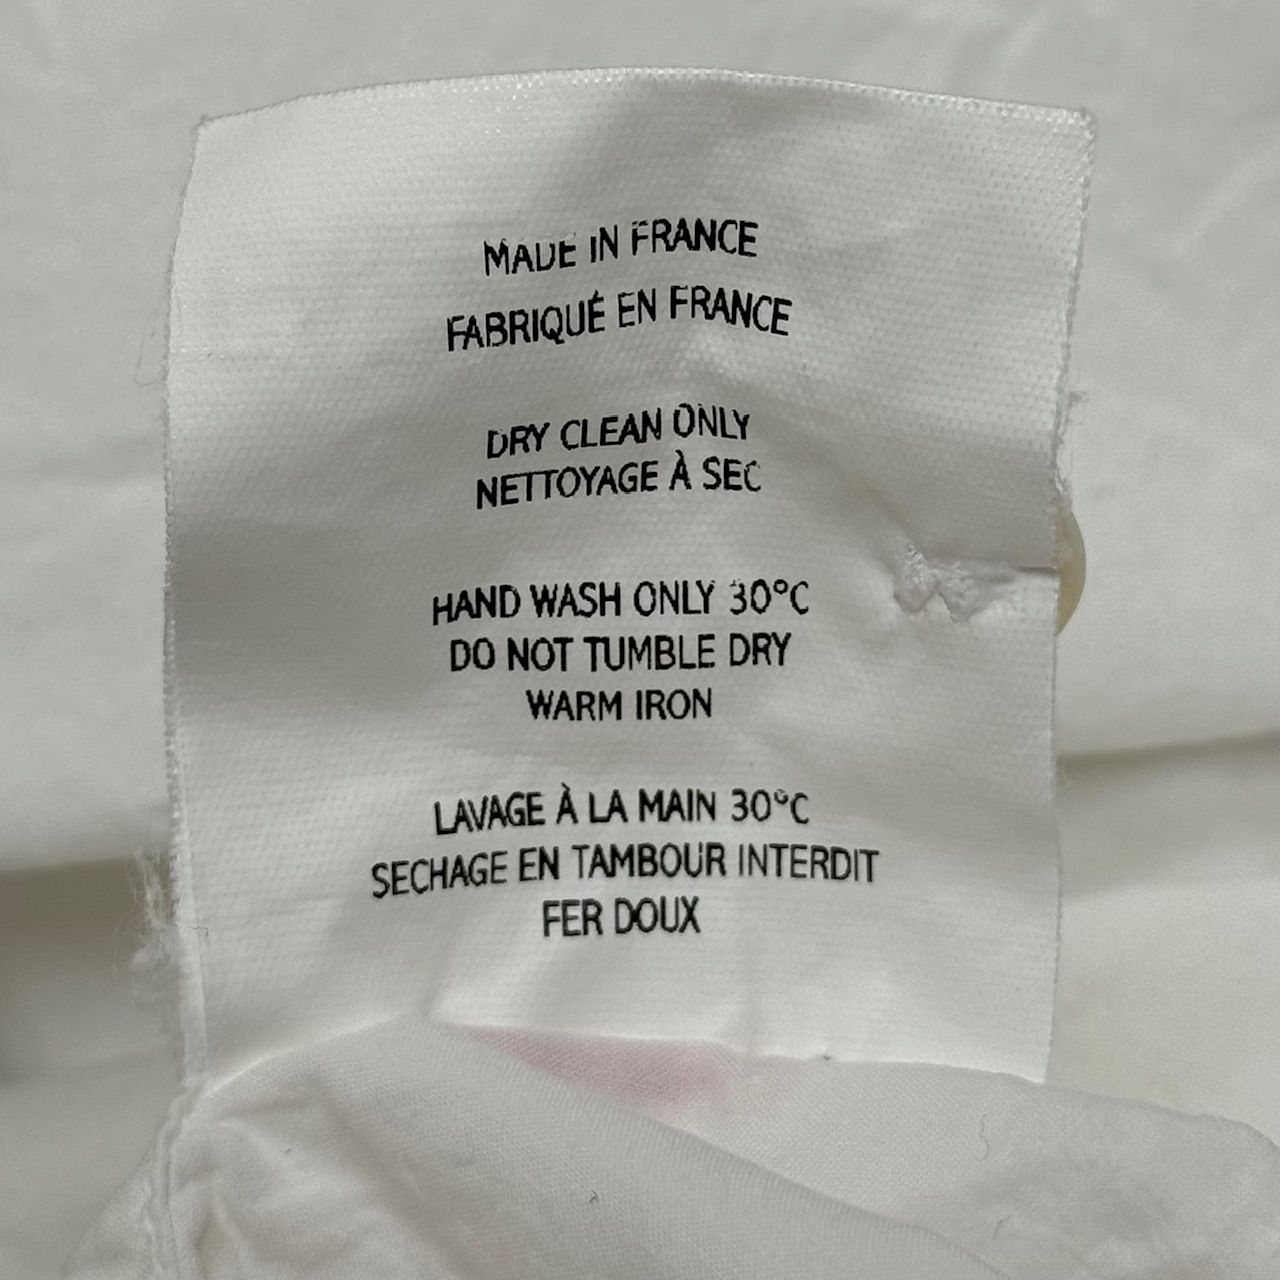 MADE IN FRANCE
FABRIQUÉ EN FRANCE
DRY CLEAN ONLY
NETTOYAGE À SEC
HAND WASH ONLY 30°C
DO NOT TUMBLE DRY
WARM IRON
LAVAGE À LA MAIN 30°C
SECHAGE EN TAMBOUR INTERDIT
FER DOUX